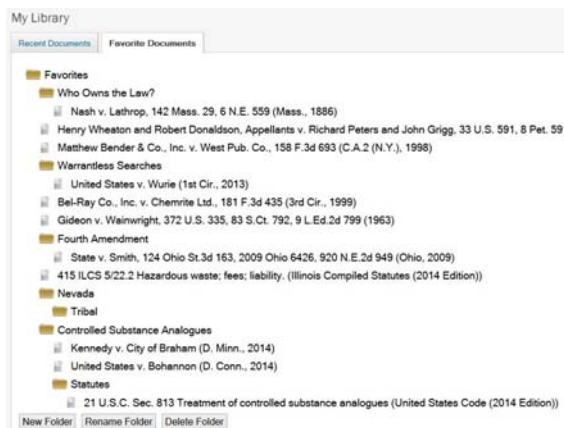 My Library
Recent Documents Favorite Documents
Favorites
Who Owns the Law?
Nash v. Lathrop, 142 Mass. 29, 6 N.E. 559 (Mass., 1886)
Henry Wheaton and Robert Donaldson, Appellants v. Richard Peters and John Grigg, 33 U.S. 591, 8 Pet. 59
Matthew Bender & Co., Inc. v. West Pub. Co., 158 F.3d 693 (C.A.2 (N.Y.), 1998)
Warrantless Searches
United States v. Wurie (1st Cir., 2013)
Bel-Ray Co., Inc. v. Chemrite Ltd., 181 F.3d 435 (3rd Cir., 1999)
Gideon v. Wainwright, 372 U.S. 335, 83 S.Ct. 792, 9 L.Ed.2d 799 (1963)
Fourth Amendment
State v. Smith, 124 Ohio St.3d 163, 2009 Ohio 6426, 920 N.E.2d 949 (Ohio, 2009)
415 ILCS 5/22.2 Hazardous waste; fees; liability. (Illinois Compiled Statutes (2014 Edition))
Nevada
Tribal
Controlled Substance Analogues
Kennedy v. City of Braham (D. Minn., 2014)
United States v. Bohannon (D. Conn., 2014)
Statutes
21 U.S.C. Sec. 813 Treatment of controlled substance analogues (United States Code (2014 Edition))
New Folder Rename Folder Delete Folder